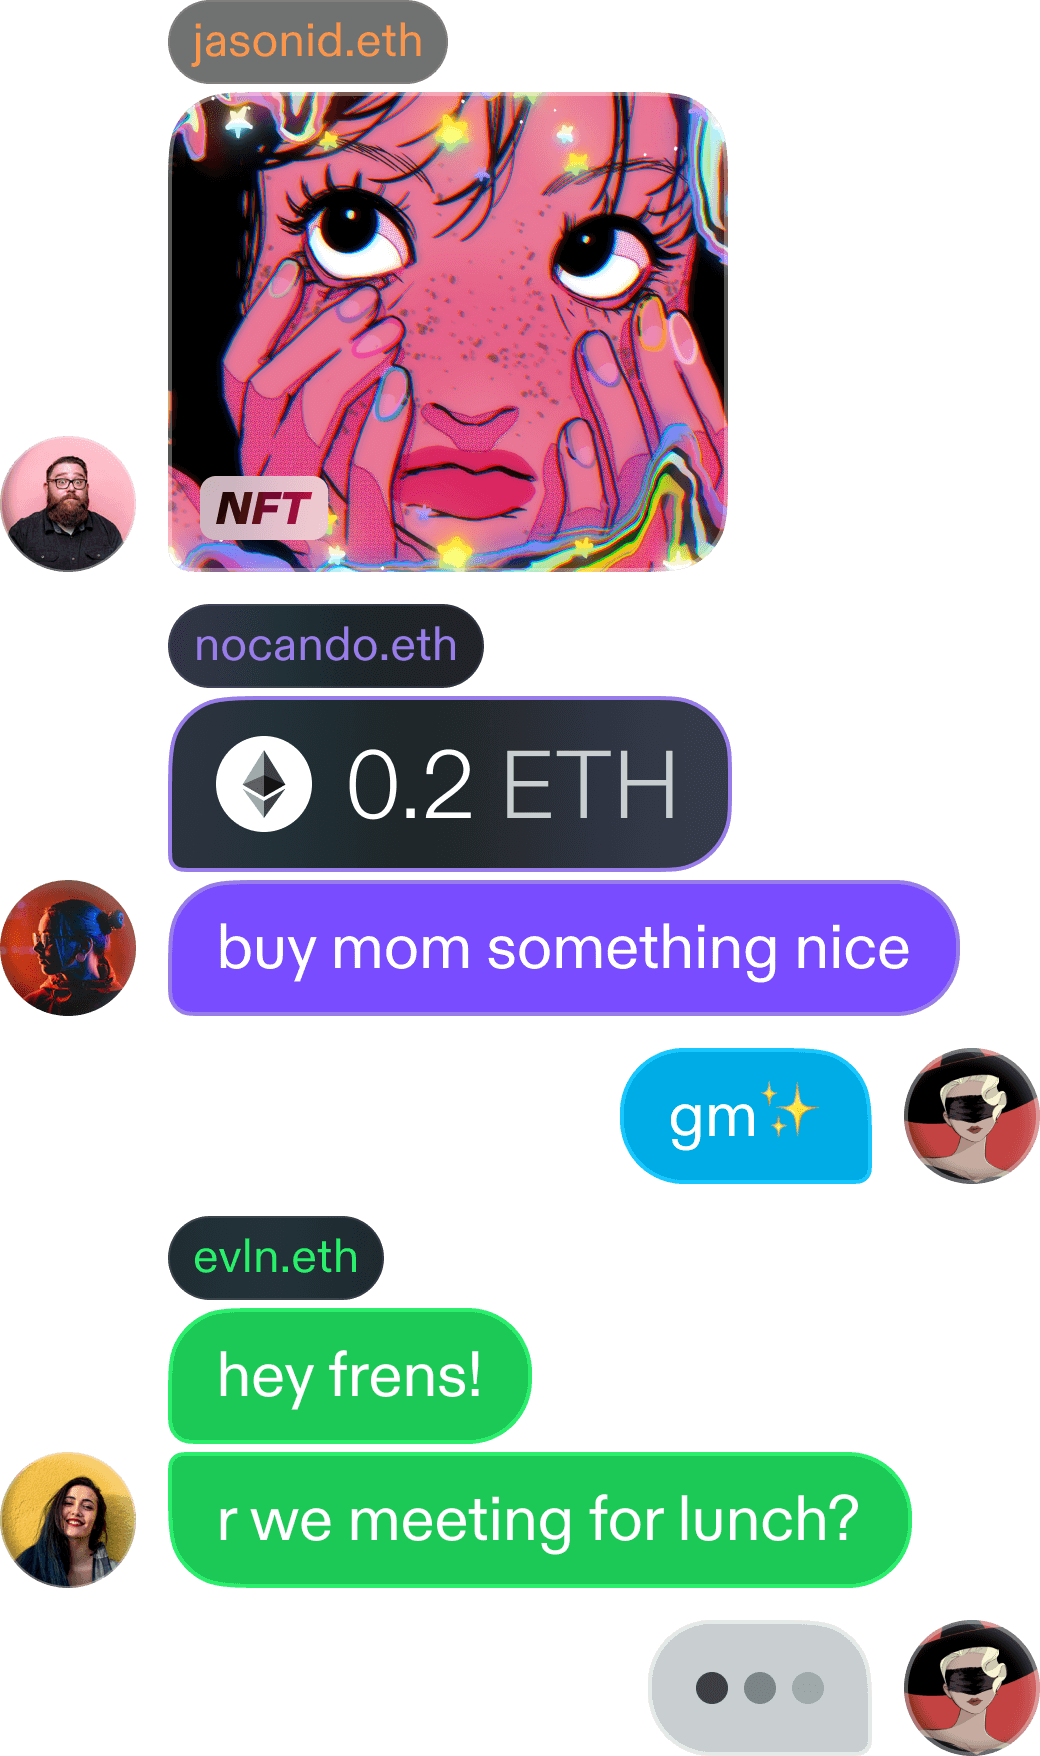 jasonid.eth
NFT
nocando.eth
0.2 ETH
buy mom something nice
gm✨
evln.eth
hey frens!
r we meeting for lunch?